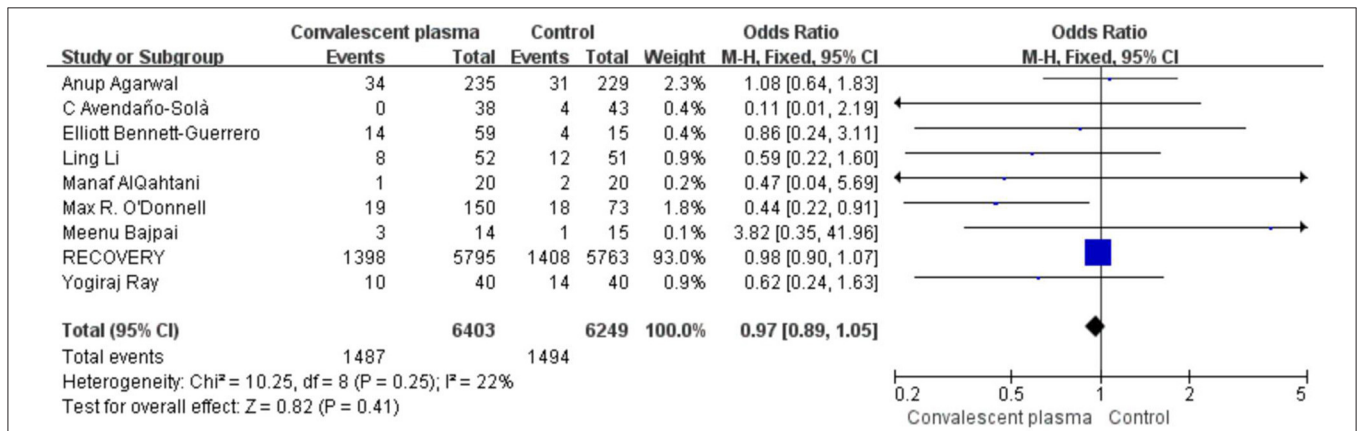 Convalescent plasma Control Odds Ratio Odds Ratio
Study or Subgroup Events Total Events Total Weight M-H, Fixed, 95% CI M-H, Fixed, 95% CI
Anup Agarwal 34 235 31 229 2.3% 1.08 [0.64, 1.83]
C Avendaño-Solà 0 38 4 43 0.4% 0.11 [0.01, 2.19]
Elliott Bennett-Guerrero 14 59 4 15 0.4% 0.86 [0.24, 3.11]
Ling Li 8 52 12 51 0.9% 0.59 [0.22, 1.60]
Manaf AlQahtani 1 20 2 20 0.2% 0.47 [0.04, 5.69]
Max R. O'Donnell 19 150 18 73 1.8% 0.44 [0.22, 0.91]
Meenu Bajpai 3 14 1 15 0.1% 3.82 [0.35, 41.96]
RECOVERY 1398 5795 1408 5763 93.0% 0.98 [0.90, 1.07]
Yogiraj Ray 10 40 14 40 0.9% 0.62 [0.24, 1.63]
Total (95% CI) 6403 6249 100.0% 0.97 [0.89, 1.05]
Total events 1487 1494
Heterogeneity: Chi² = 10.25, df = 8 (P = 0.25); I² = 22%
Test for overall effect: Z = 0.82 (P = 0.41)
0.2 0.5 1 2 5
Convalescent plasma Control